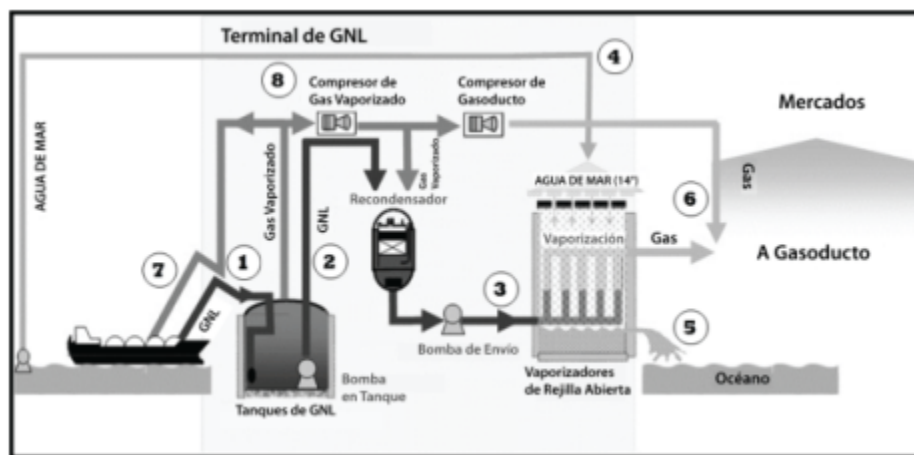 Terminal de GNL
4
8
Compresor de
Gas Vaporizado
Compresor de
Gasoducto
Mercados
AGUA DE MAR
Gas Vaporizado
GNL
Gas
Vaporizado
Recondensador
AGUA DE MAR (14°)
Gas
6
Vaporización
Gas
A Gasoducto
7
1
2
3
GNL
Bomba de Envío
5
Océano
Bomba
en Tanque
Tanques de GNL
Vaporizadores
de Rejilla Abierta